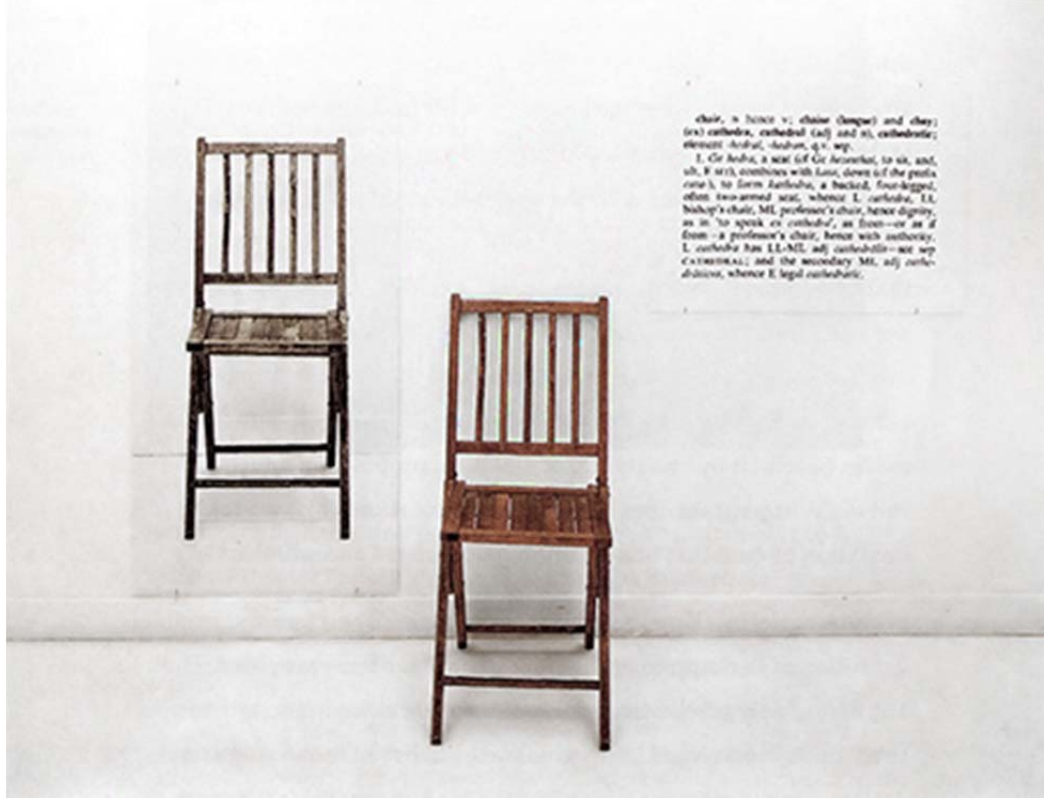 chair, n hence v; chaise (longue) and chay;
(ex) cathedra, cathedral (adj and n), cathedratic;
element -hedral, -hedron, q.v. sep.
1. Gr hedra, a seat (cf Gr hezesthai, to sit, and,
ult, E SIT), combines with kata, down (cf the prefix
cata-), to form kathedra, a backed, four-legged,
often two-armed seat, whence L cathedra, LL
bishop's chair, ML professor's chair, hence dignity,
as in 'to speak ex cathedra', as from—or as if
from—a professor's chair, hence with authority.
L cathedra has LL-ML adj cathedrālis—see sep
CATHEDRAL; and the secondary ML adj cathe-
drāticus, whence E legal cathedratic.